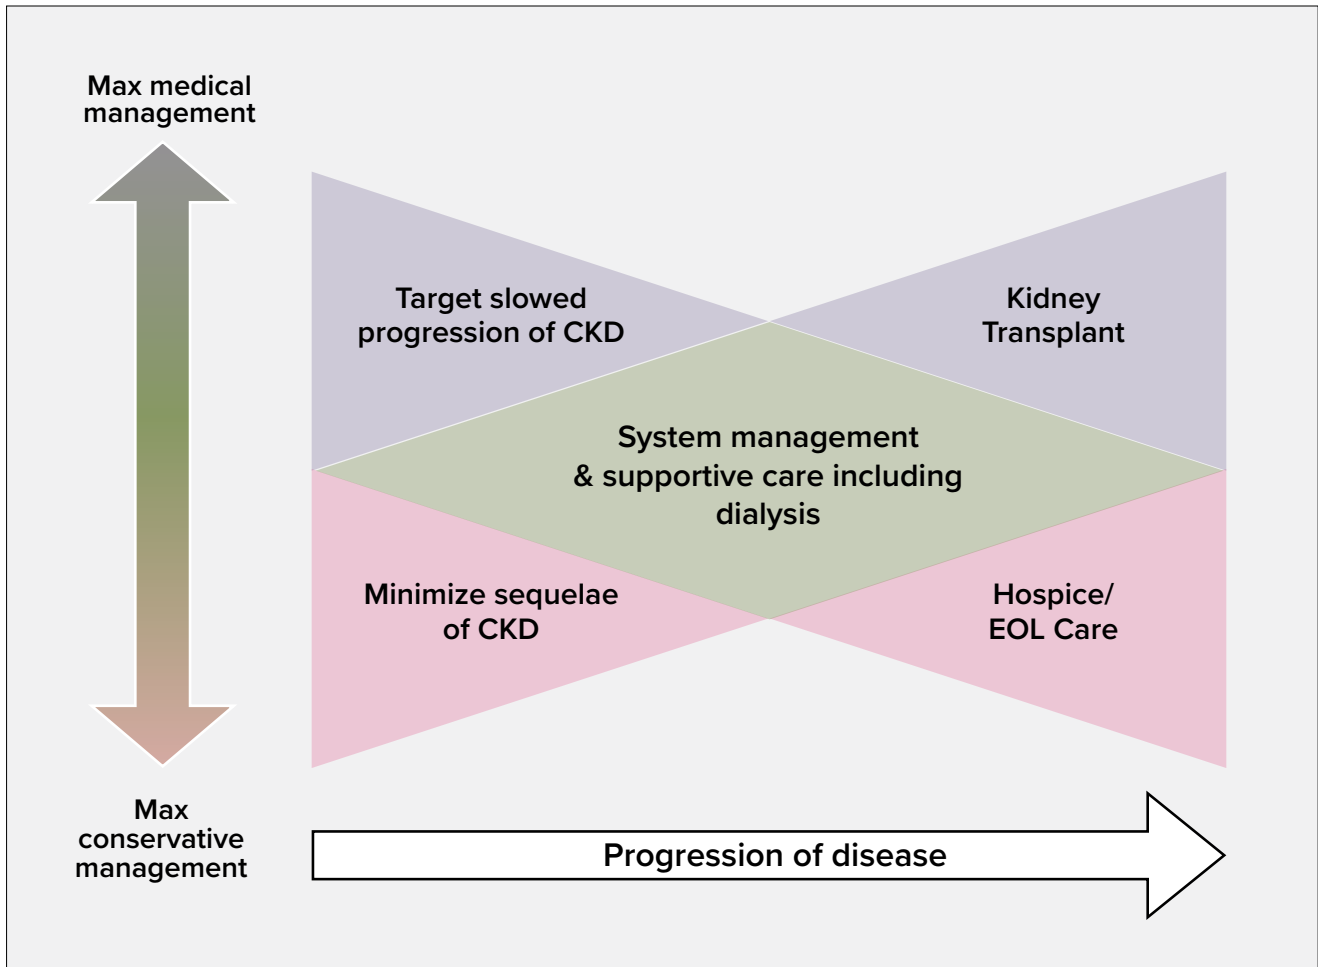 Max medical
management
Target slowed
progression of CKD
Kidney
Transplant
System management
& supportive care including
dialysis
Minimize sequelae
of CKD
Hospice/
EOL Care
Max
conservative
management
Progression of disease